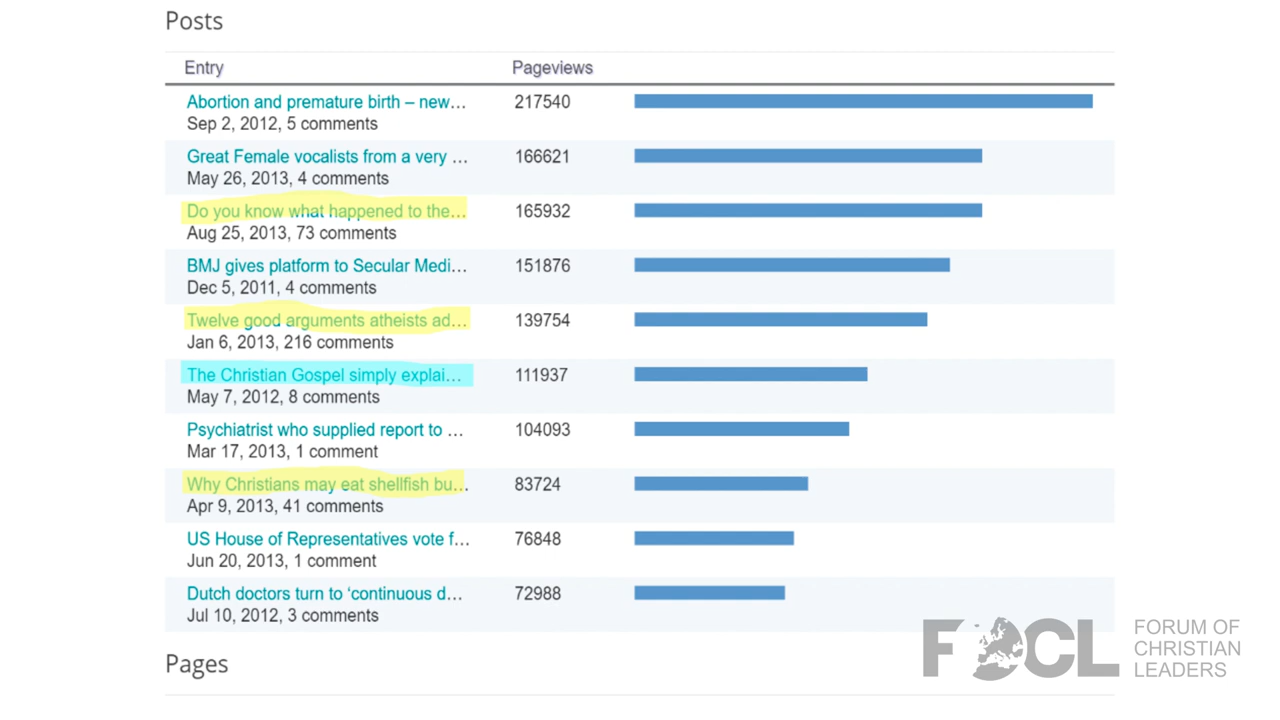 Posts
Entry Pageviews
Abortion and premature birth – new… 217540
Sep 2, 2012, 5 comments
Great Female vocalists from a very … 166621
May 26, 2013, 4 comments
Do you know what happened to the… 165932
Aug 25, 2013, 73 comments
BMJ gives platform to Secular Medi… 151876
Dec 5, 2011, 4 comments
Twelve good arguments atheists ad… 139754
Jan 6, 2013, 216 comments
The Christian Gospel simply explai… 111937
May 7, 2012, 8 comments
Psychiatrist who supplied report to … 104093
Mar 17, 2013, 1 comment
Why Christians may eat shellfish bu… 83724
Apr 9, 2013, 41 comments
US House of Representatives vote f… 76848
Jun 20, 2013, 1 comment
Dutch doctors turn to ‘continuous d… 72988
Jul 10, 2012, 3 comments
Pages
FOCL
FORUM OF
CHRISTIAN
LEADERS